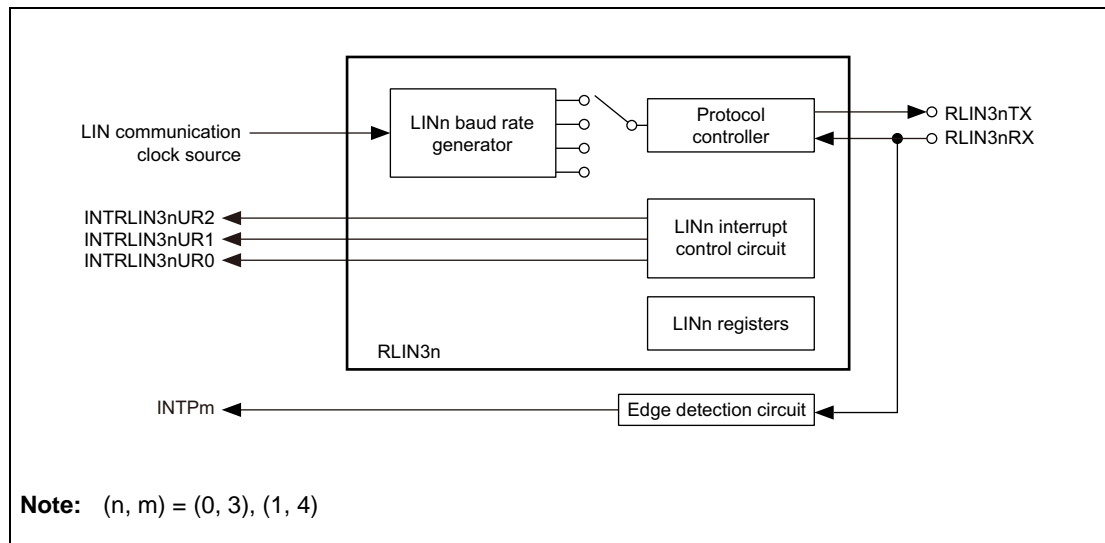 LIN communication
clock source
LINn baud rate
generator
Protocol
controller
RLIN3nTX
RLIN3nRX
INTRLIN3nUR2
INTRLIN3nUR1
INTRLIN3nUR0
LINn interrupt
control circuit
LINn registers
RLIN3n
INTPm
Edge detection circuit
Note: (n, m) = (0, 3), (1, 4)